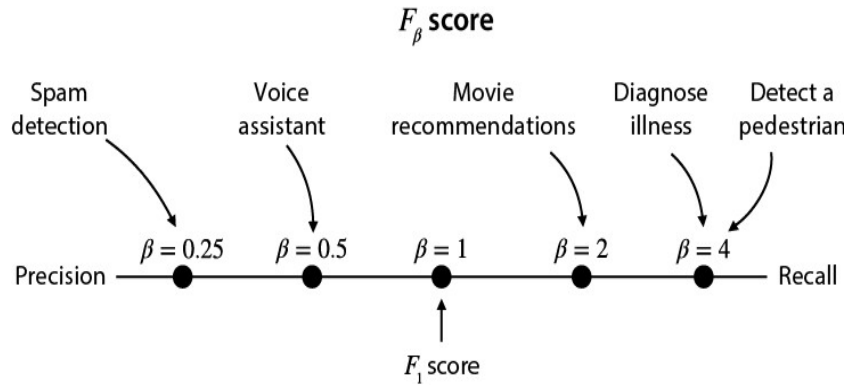 Fβ score
Spam
detection
Voice
assistant
Movie
recommendations
Diagnose
illness
Detect a
pedestrian
β = 0.25
β = 0.5
β = 1
β = 2
β = 4
Precision
Recall
F1 score